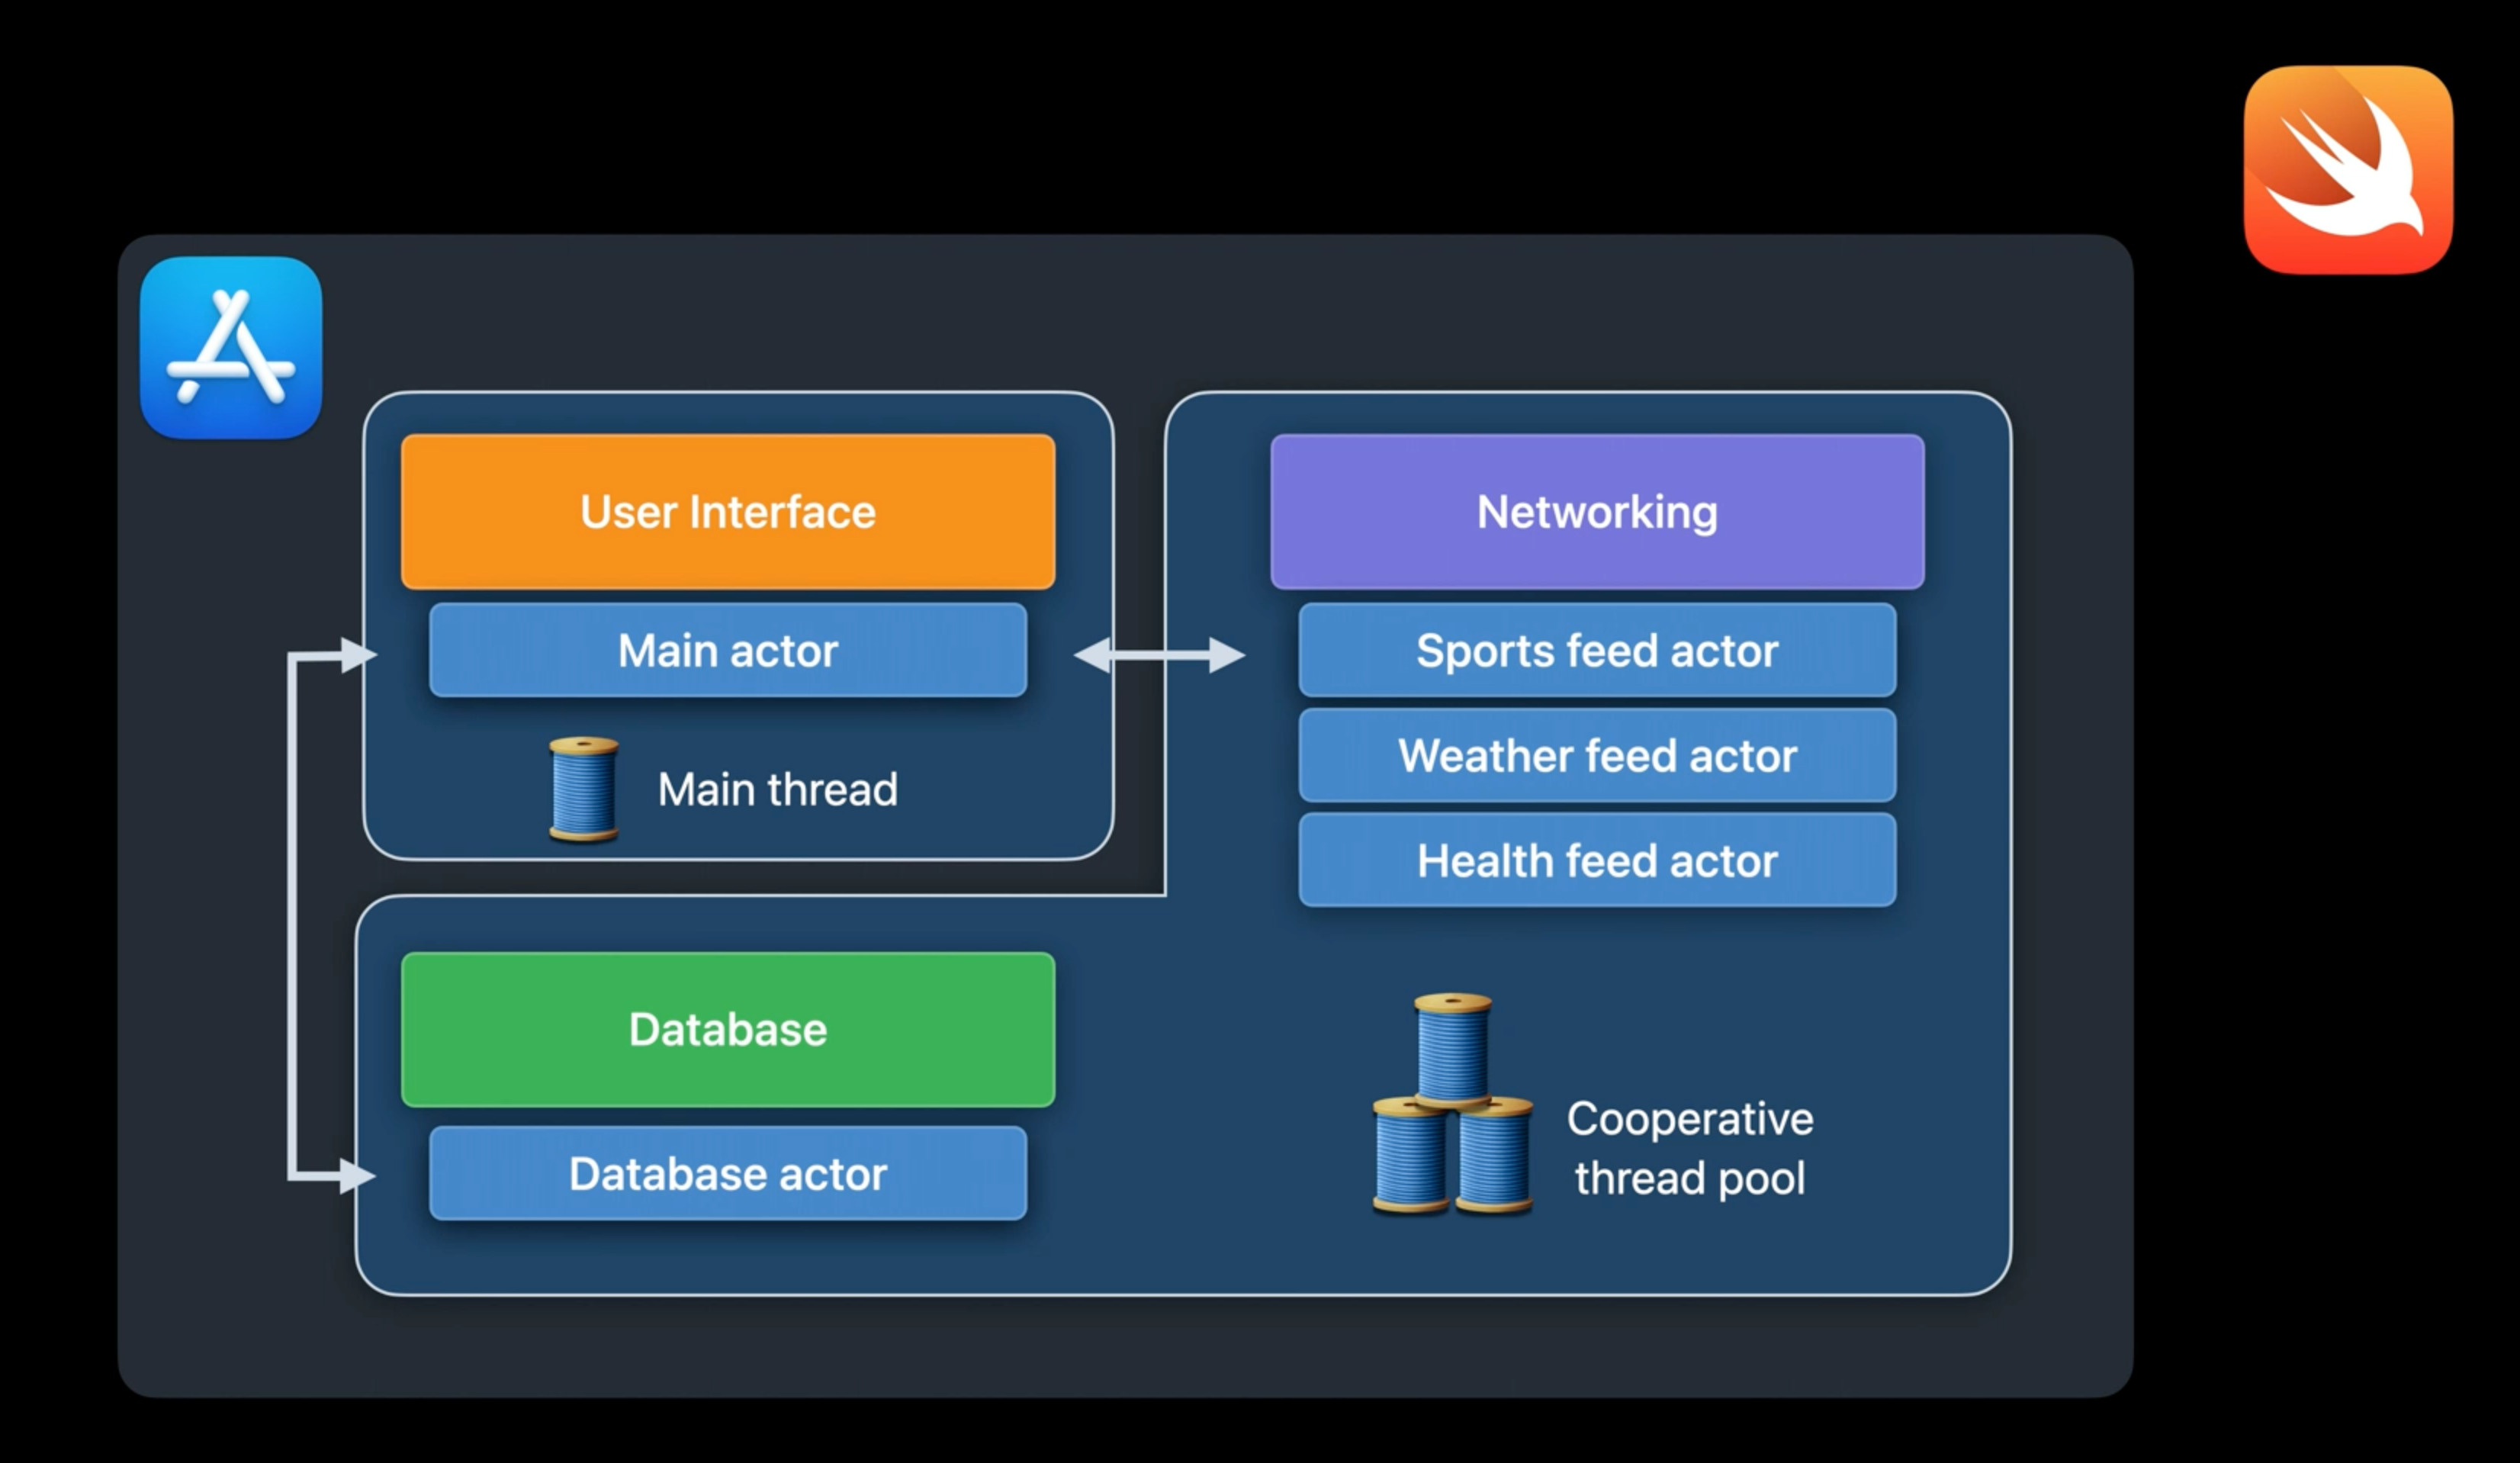 User Interface
Main actor
Main thread
Networking
Sports feed actor
Weather feed actor
Health feed actor
Database
Database actor
Cooperative
thread pool